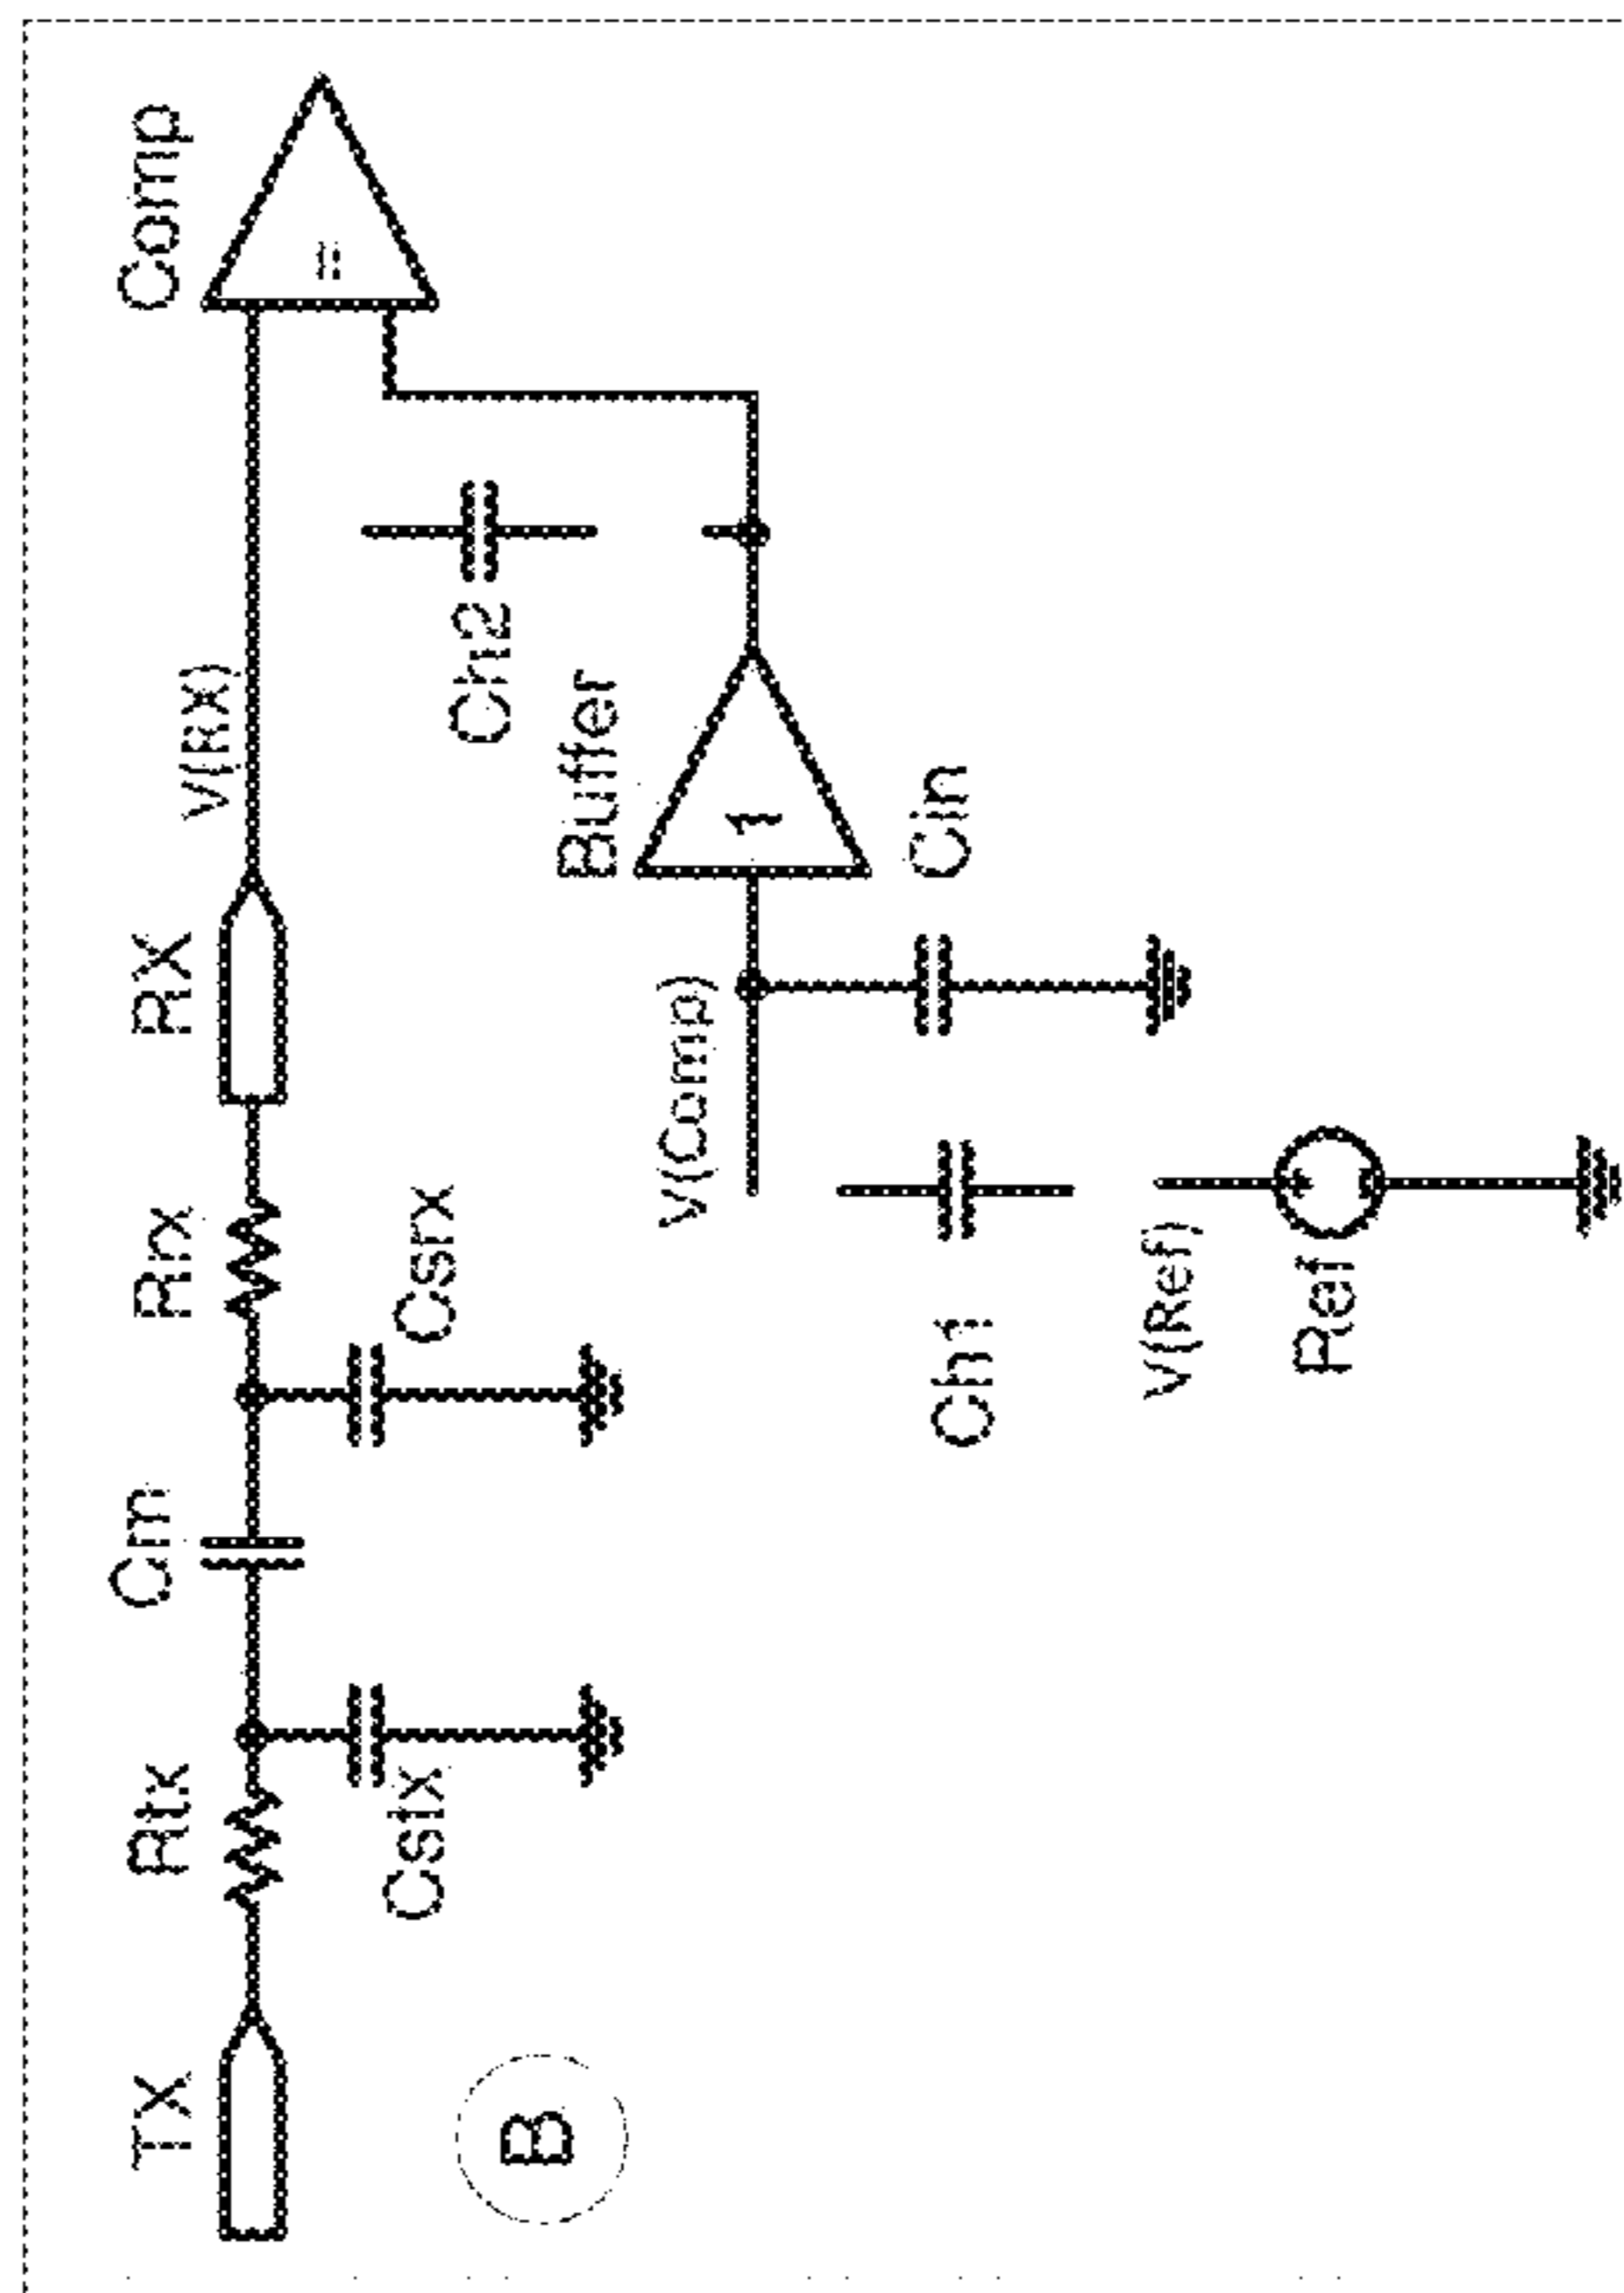 TX
Rtx
Cm
Rrx
RX
V(RX)
Comp
=
Cstx
Csrx
Ch2
Buffer
1
B
V(Comp)
Cin
Ch1
V(Ref)
Ref